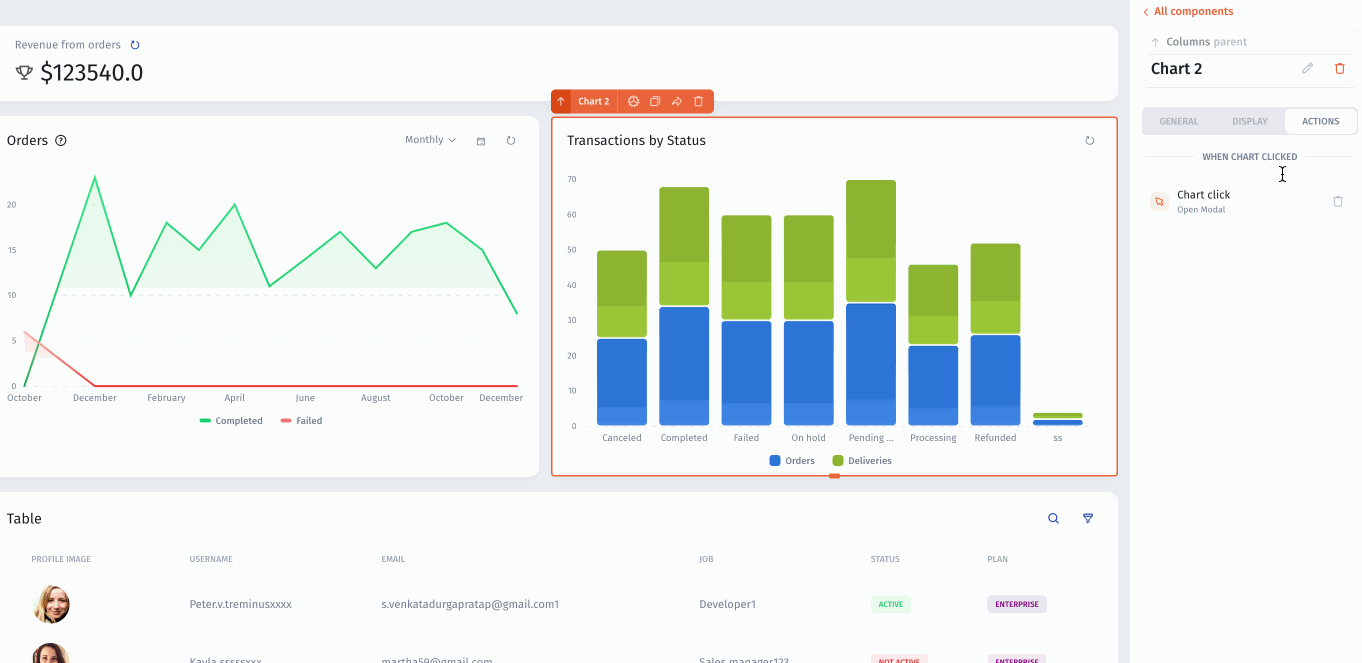 All components
Columns parent
Chart 2
GENERAL DISPLAY ACTIONS
WHEN CHART CLICKED
Chart click
Open Modal
Revenue from orders
$123540.0
Chart 2
Orders
Monthly
20
15
10
5
0
October December February April June August October December
Completed Failed
Transactions by Status
70
60
50
40
30
20
10
0
Canceled Completed Failed On hold Pending ... Processing Refunded ss
Orders Deliveries
Table
PROFILE IMAGE USERNAME EMAIL JOB STATUS PLAN
Peter.v.treminusxxxx s.venkatadurgapratap@gmail.com1 Developer1 ACTIVE ENTERPRISE
Kayla.sssssxxx martha59@gmail.com Sales manager123 NOT ACTIVE ENTERPRISE